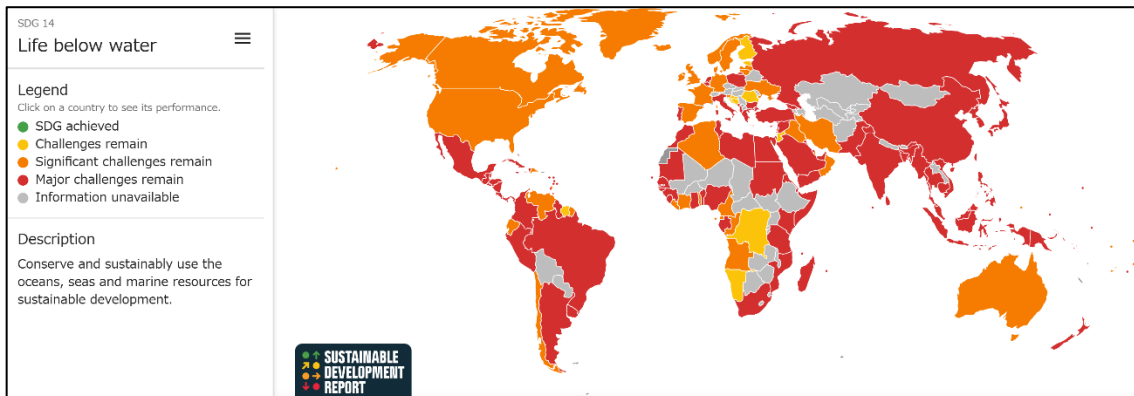 SDG 14
Life below water
Legend
Click on a country to see its performance.
SDG achieved
Challenges remain
Significant challenges remain
Major challenges remain
Information unavailable
Description
Conserve and sustainably use the
oceans, seas and marine resources for
sustainable development.
SUSTAINABLE
DEVELOPMENT
REPORT